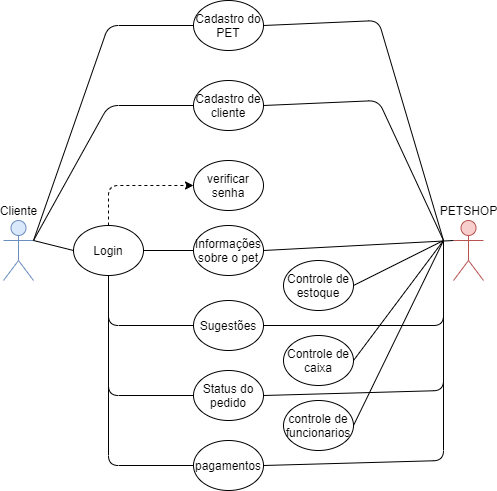 Cadastro do
PET
Cadastro de
cliente
verificar
senha
Cliente
PETSHOP
Login
Informações
sobre o pet
Controle de
estoque
Sugestões
Controle de
caixa
Status do
pedido
controle de
funcionarios
pagamentos